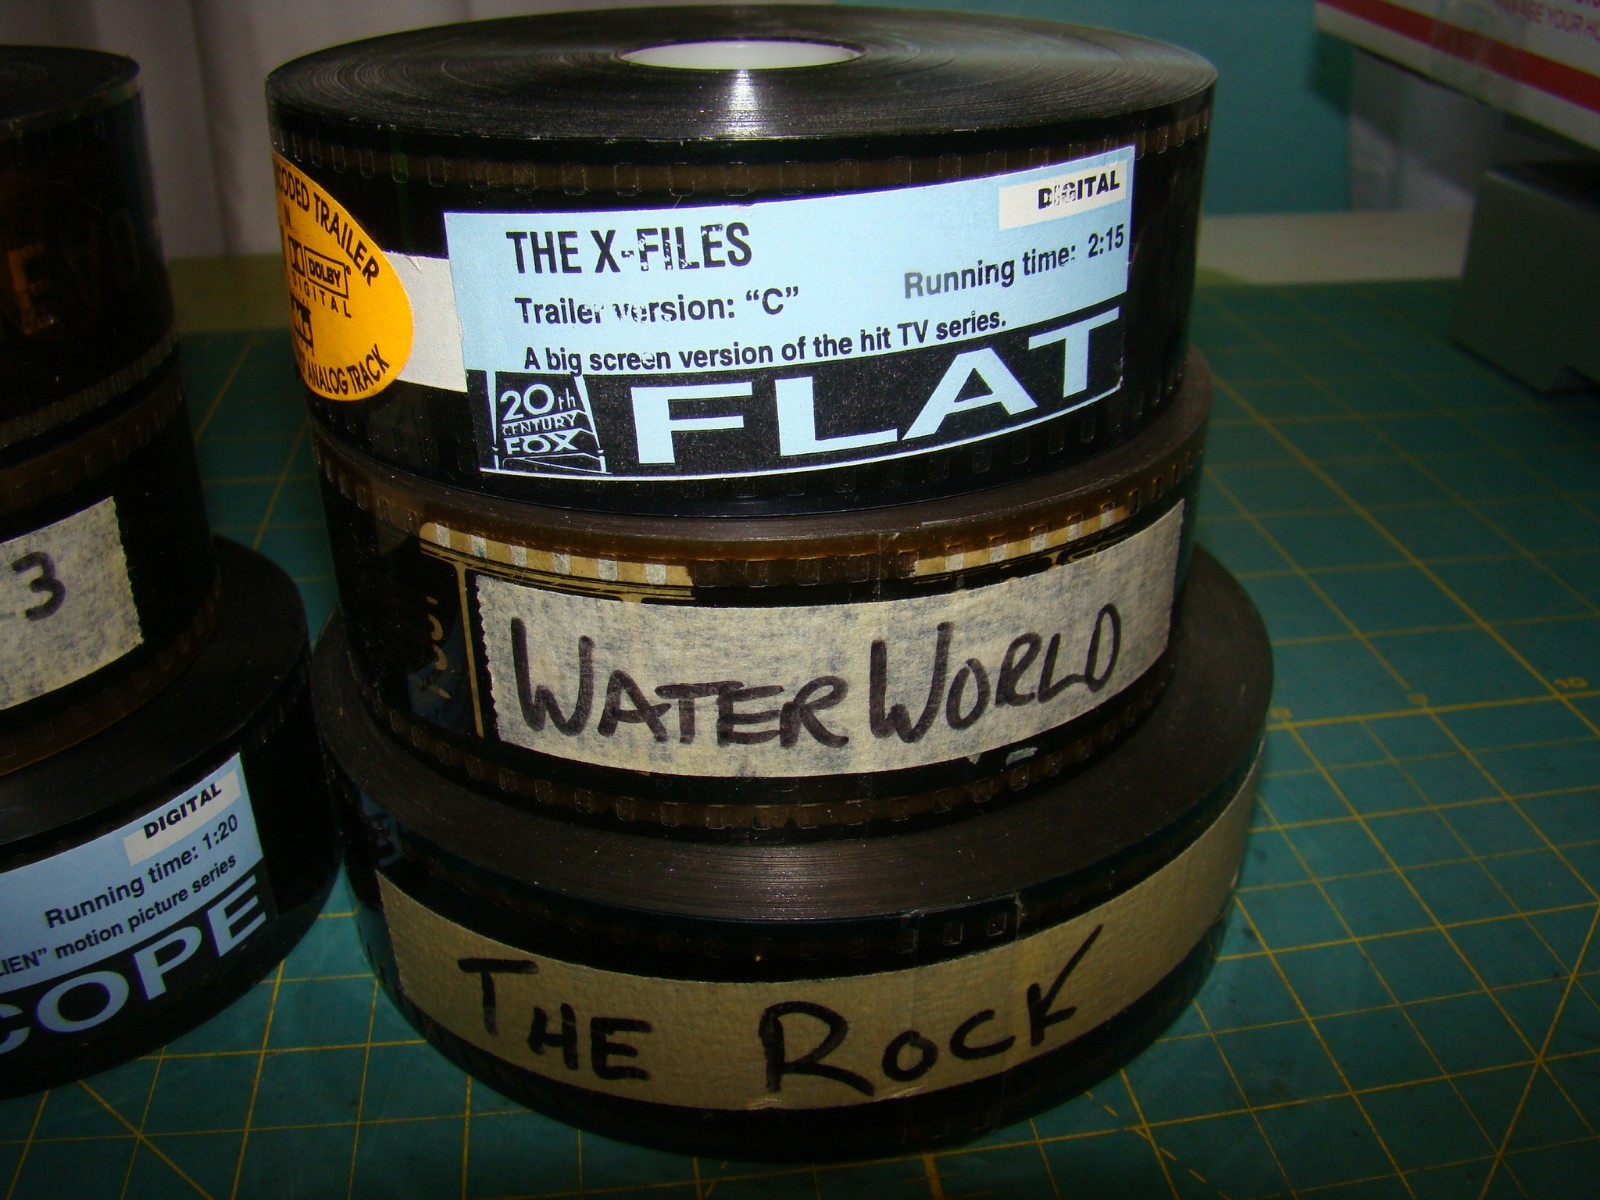 THE X-FILES
DIGITAL
Trailer version: “C”
Running time: 2:15
A big screen version of the hit TV series.
20th
CENTURY
FOX
FLAT
TRAILER
DOLBY
DIGITAL
ANALOG TRACK
WATERWORLD
THE ROCK
3
DIGITAL
Running time: 1:20
motion picture series